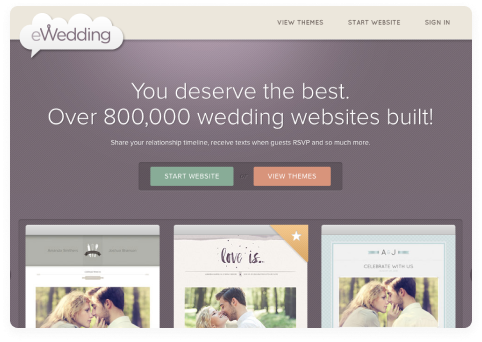 eWedding
VIEW THEMES START WEBSITE SIGN IN
You deserve the best.
Over 800,000 wedding websites built!
Share your relationship timeline, receive texts when guests RSVP and so much more.
START WEBSITE or VIEW THEMES
love is..
A & J
CELEBRATE WITH US